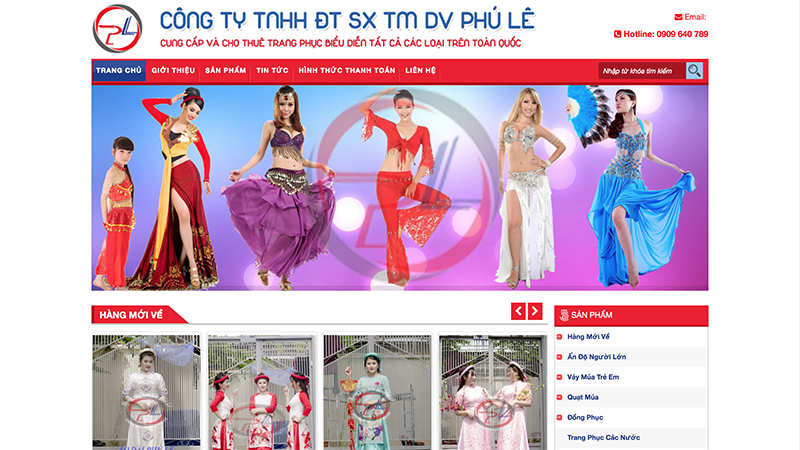 CÔNG TY TNHH ĐT SX TM DV PHÚ LÊ
CUNG CẤP VÀ CHO THUÊ TRANG PHỤC BIỂU DIỄN TẤT CẢ CÁC LOẠI TRÊN TOÀN QUỐC
Email:
Hotline: 0909 640 789
TRANG CHỦ
GIỚI THIỆU
SẢN PHẨM
TIN TỨC
HÌNH THỨC THANH TOÁN
LIÊN HỆ
Nhập từ khóa tìm kiếm
HÀNG MỚI VỀ
SẢN PHẨM
Hàng Mới Về
Ấn Độ Người Lớn
Váy Múa Trẻ Em
Quạt Múa
Đồng Phục
Trang Phục Các Nước